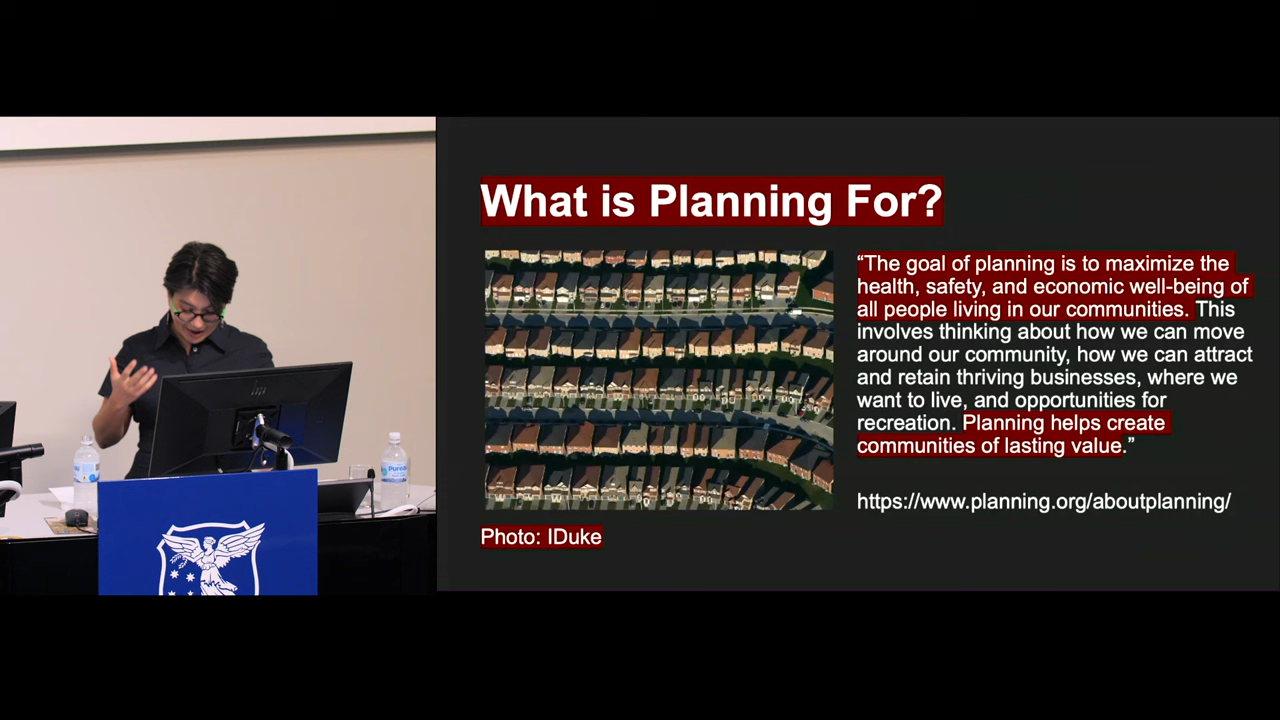 What is Planning For?
“The goal of planning is to maximize the
health, safety, and economic well-being of
all people living in our communities. This
involves thinking about how we can move
around our community, how we can attract
and retain thriving businesses, where we
want to live, and opportunities for
recreation. Planning helps create
communities of lasting value.”
https://www.planning.org/aboutplanning/
Photo: IDuke
hp